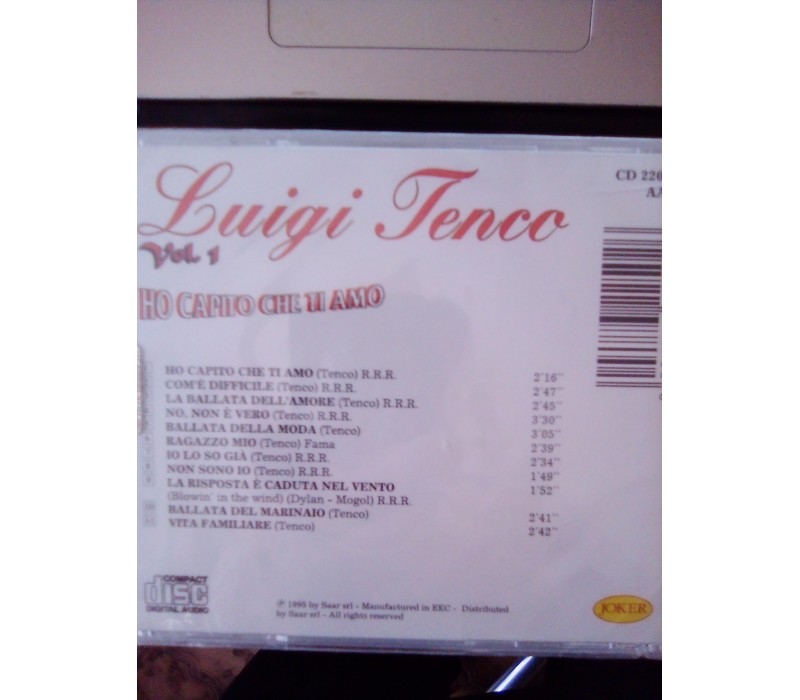 Luigi Tenco
Vol. 1
HO CAPITO CHE TI AMO
CD 220
HO CAPITO CHE TI AMO (Tenco) R.R.R. 2'16"
COM'È DIFFICILE (Tenco) R.R.R. 2'47"
LA BALLATA DELL'AMORE (Tenco) R.R.R. 2'45"
NO, NON È VERO (Tenco) R.R.R. 3'30"
BALLATA DELLA MODA (Tenco) 3'05"
RAGAZZO MIO (Tenco) Fama 2'39"
IO LO SO GIÀ (Tenco) R.R.R. 2'34"
NON SONO IO (Tenco) R.R.R. 1'49"
LA RISPOSTA È CADUTA NEL VENTO 1'52"
(Blowin' in the wind) (Dylan - Mogol) R.R.R.
BALLATA DEL MARINAIO (Tenco) 2'41"
VITA FAMILIARE (Tenco) 2'42"
COMPACT
disc
DIGITAL AUDIO
℗ 1995 by Saar srl - Manufactured in EEC - Distributed
by Saar srl - All rights reserved
JOKER